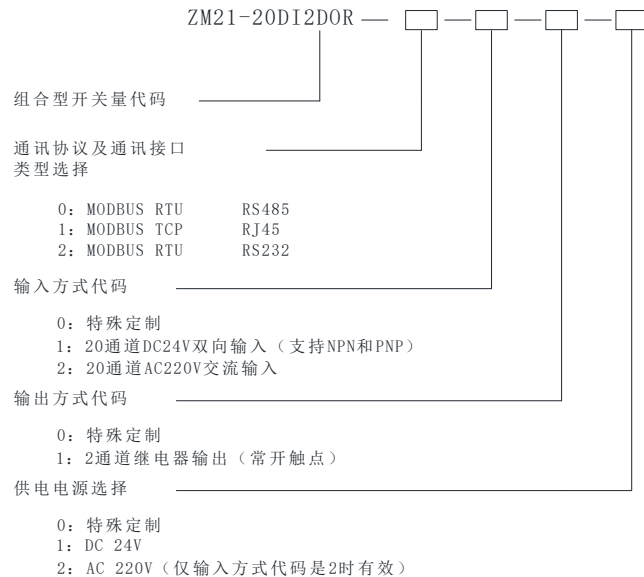 ZM21-20DI2DOR
组合型开关量代码
通讯协议及通讯接口
类型选择
0: MODBUS RTU RS485
1: MODBUS TCP RJ45
2: MODBUS RTU RS232
输入方式代码
0: 特殊定制
1: 20通道DC24V双向输入（支持NPN和PNP）
2: 20通道AC220V交流输入
输出方式代码
0: 特殊定制
1: 2通道继电器输出（常开触点）
供电电源选择
0: 特殊定制
1: DC 24V
2: AC 220V（仅输入方式代码是2时有效）